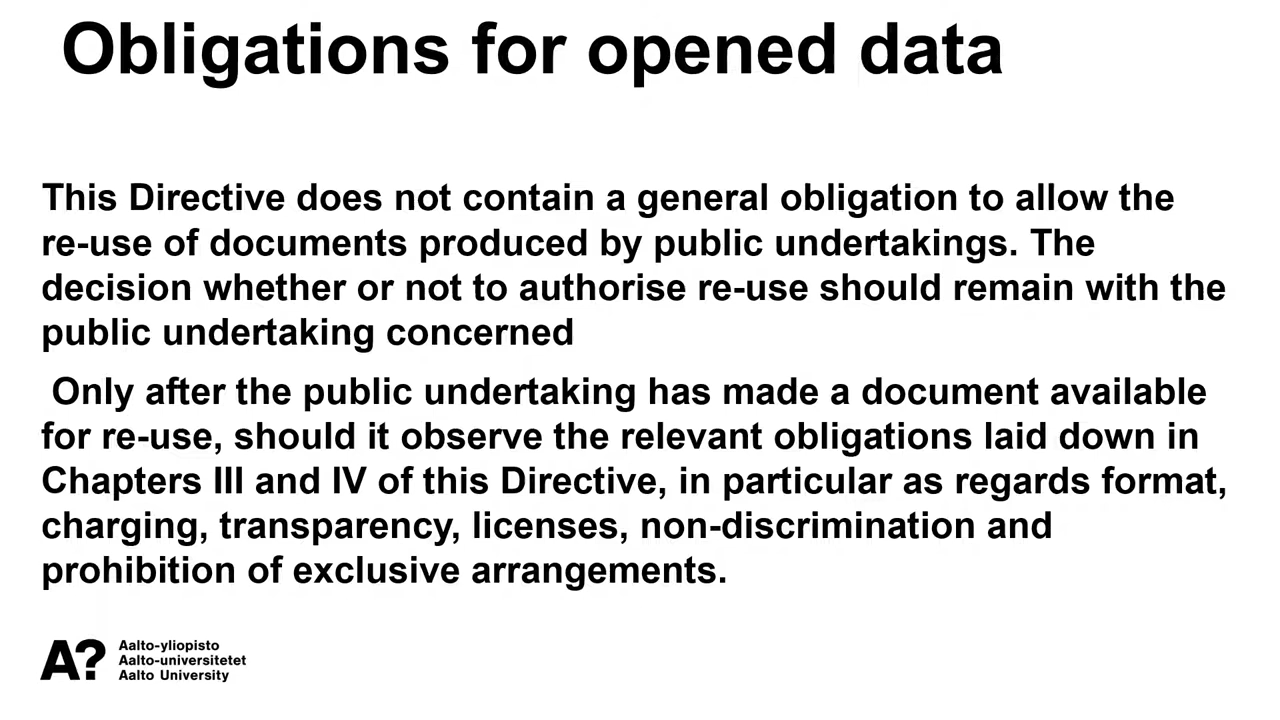 Obligations for opened data
This Directive does not contain a general obligation to allow the
re-use of documents produced by public undertakings. The
decision whether or not to authorise re-use should remain with the
public undertaking concerned
Only after the public undertaking has made a document available
for re-use, should it observe the relevant obligations laid down in
Chapters III and IV of this Directive, in particular as regards format,
charging, transparency, licenses, non-discrimination and
prohibition of exclusive arrangements.
A?
Aalto-yliopisto
Aalto-universitetet
Aalto University